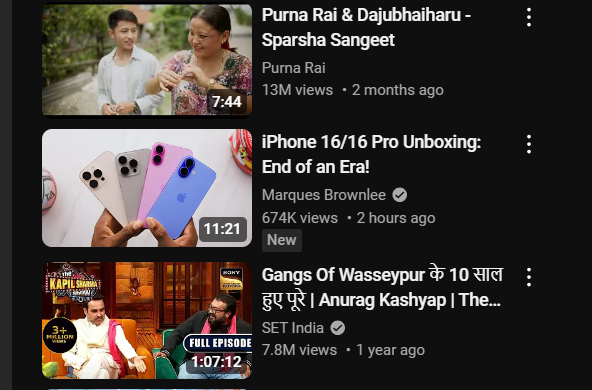 Purna Rai & Dajubhaiharu -
Sparsha Sangeet
Purna Rai
13M views • 2 months ago
7:44
iPhone 16/16 Pro Unboxing:
End of an Era!
Marques Brownlee
674K views • 2 hours ago
New
11:21
Gangs Of Wasseypur के 10 साल
हुए पूरे | Anurag Kashyap | The...
SET India
7.8M views • 1 year ago
The
KAPIL SHARMA
SONY
3+
MILLION
VIEWS
FULL EPISODE
1:07:12